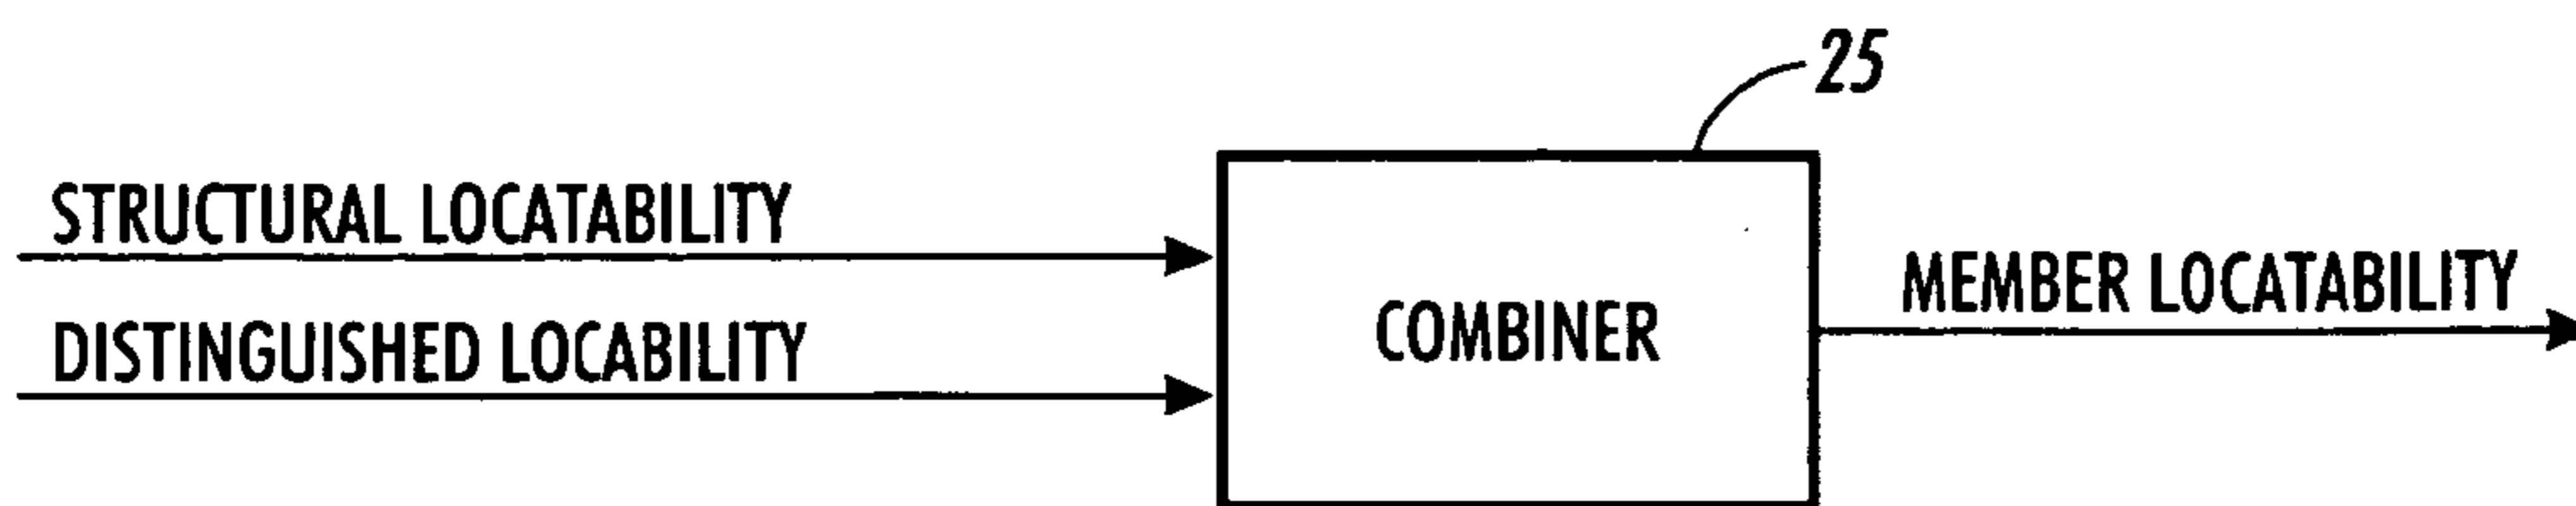 25
STRUCTURAL LOCATABILITY
DISTINGUISHED LOCABILITY
COMBINER
MEMBER LOCATABILITY